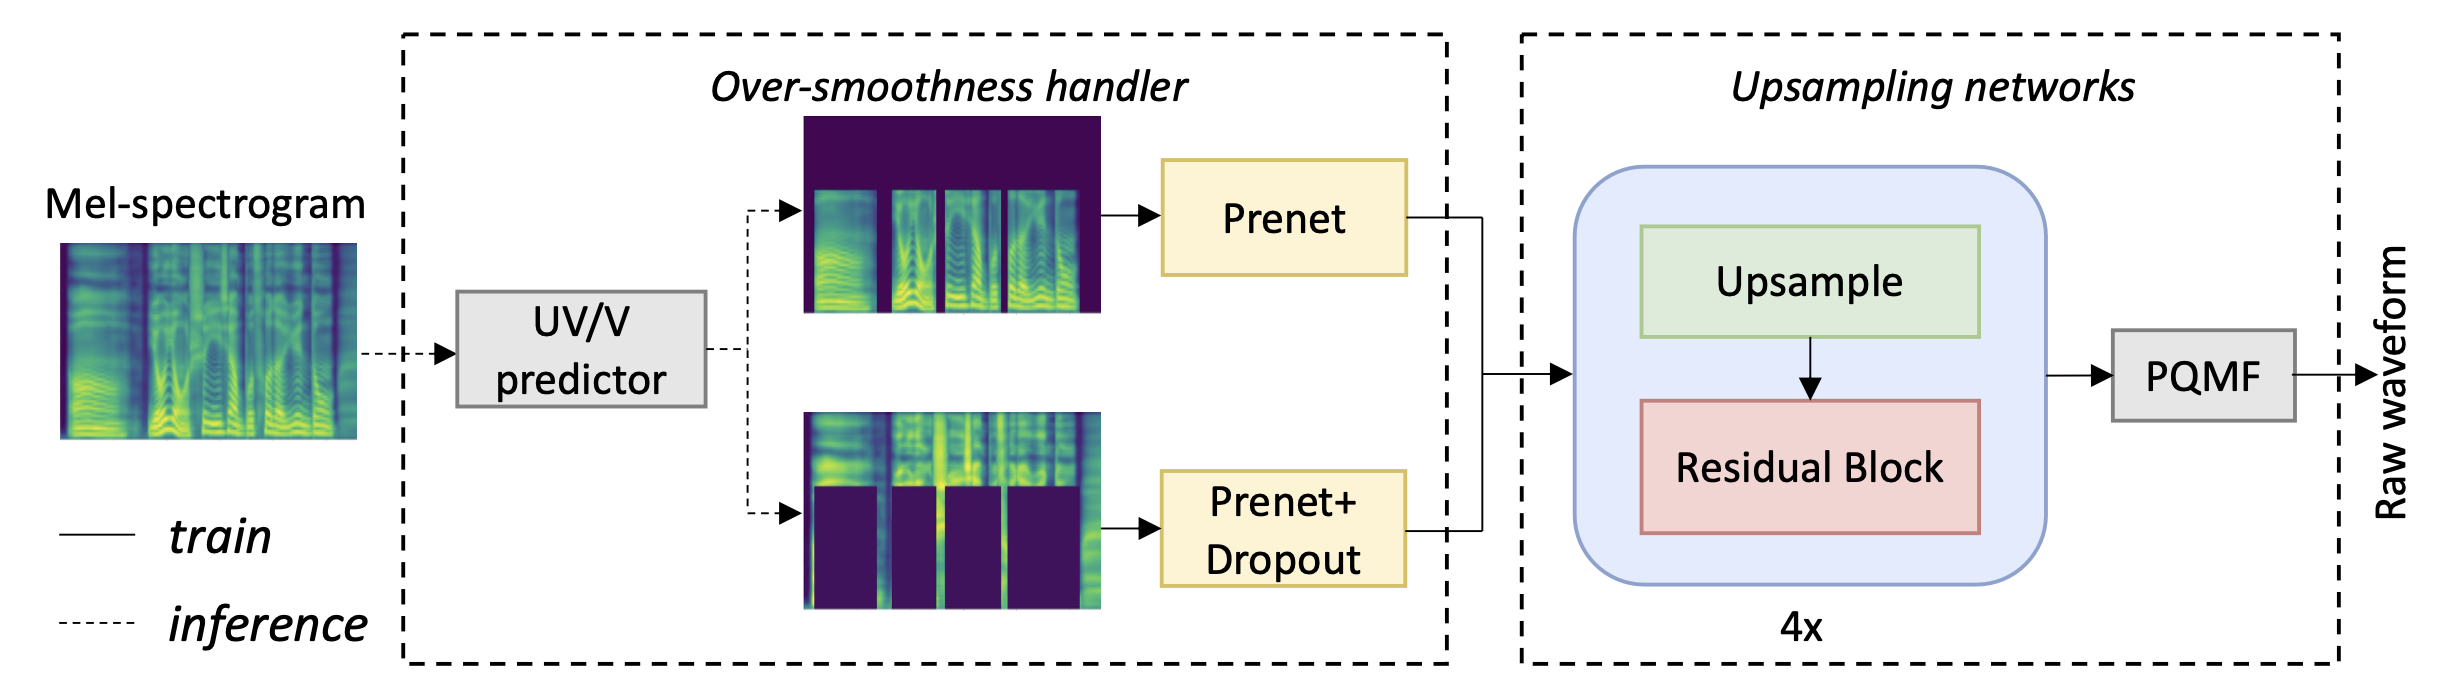 Mel-spectrogram
train
inference
Over-smoothness handler
UV/V
predictor
Prenet
Prenet+
Dropout
Upsampling networks
Upsample
Residual Block
4x
PQMF
Raw waveform